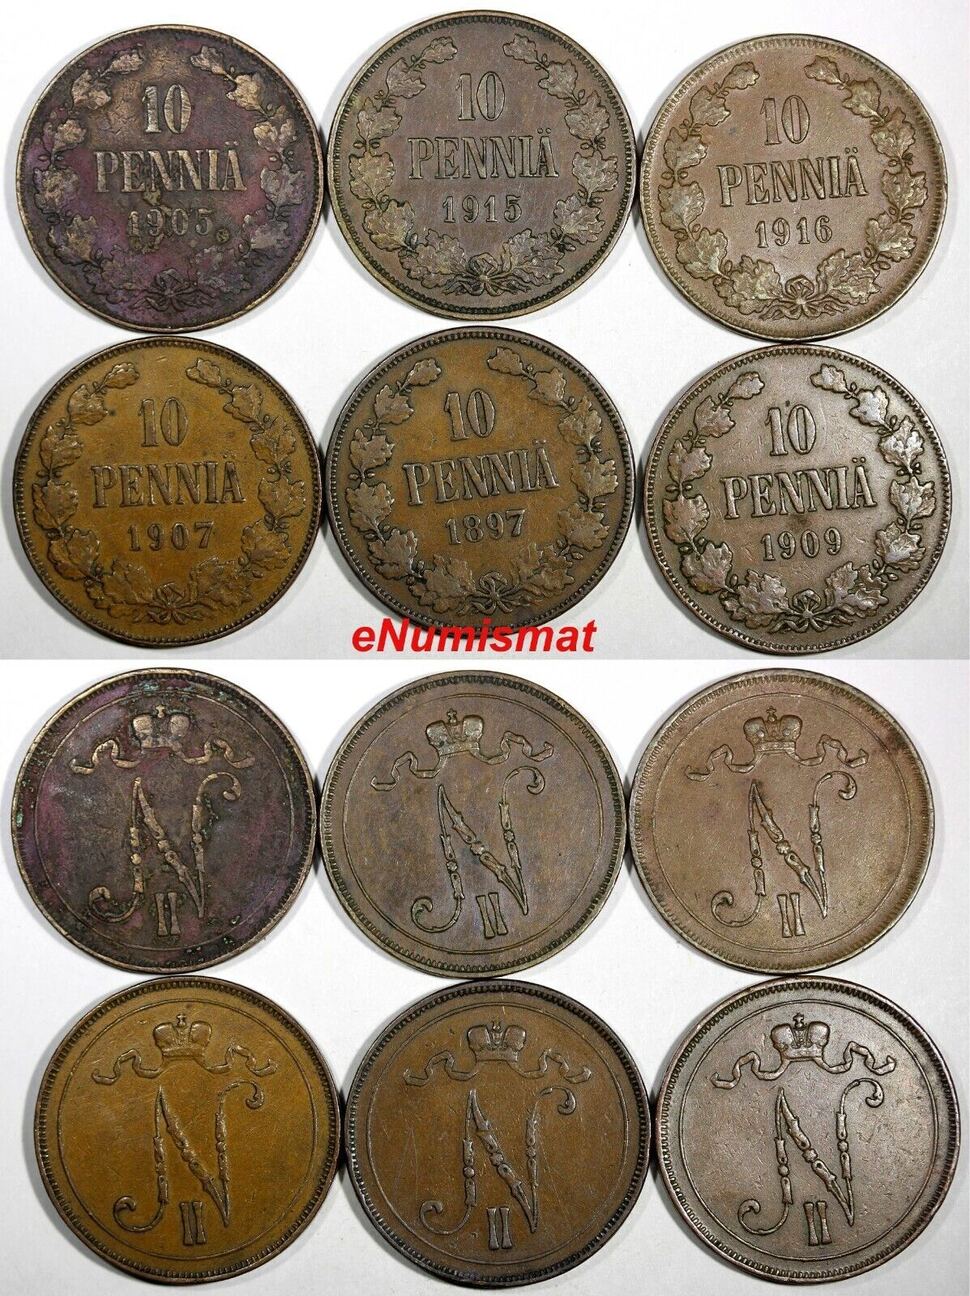 10
PENNIÄ
1905
10
PENNIÄ
1915
10
PENNIÄ
1916
10
PENNIÄ
1907
10
PENNIÄ
1897
10
PENNIÄ
1909
eNumismat
N
II
N
II
N
II
N
II
N
II
N
II